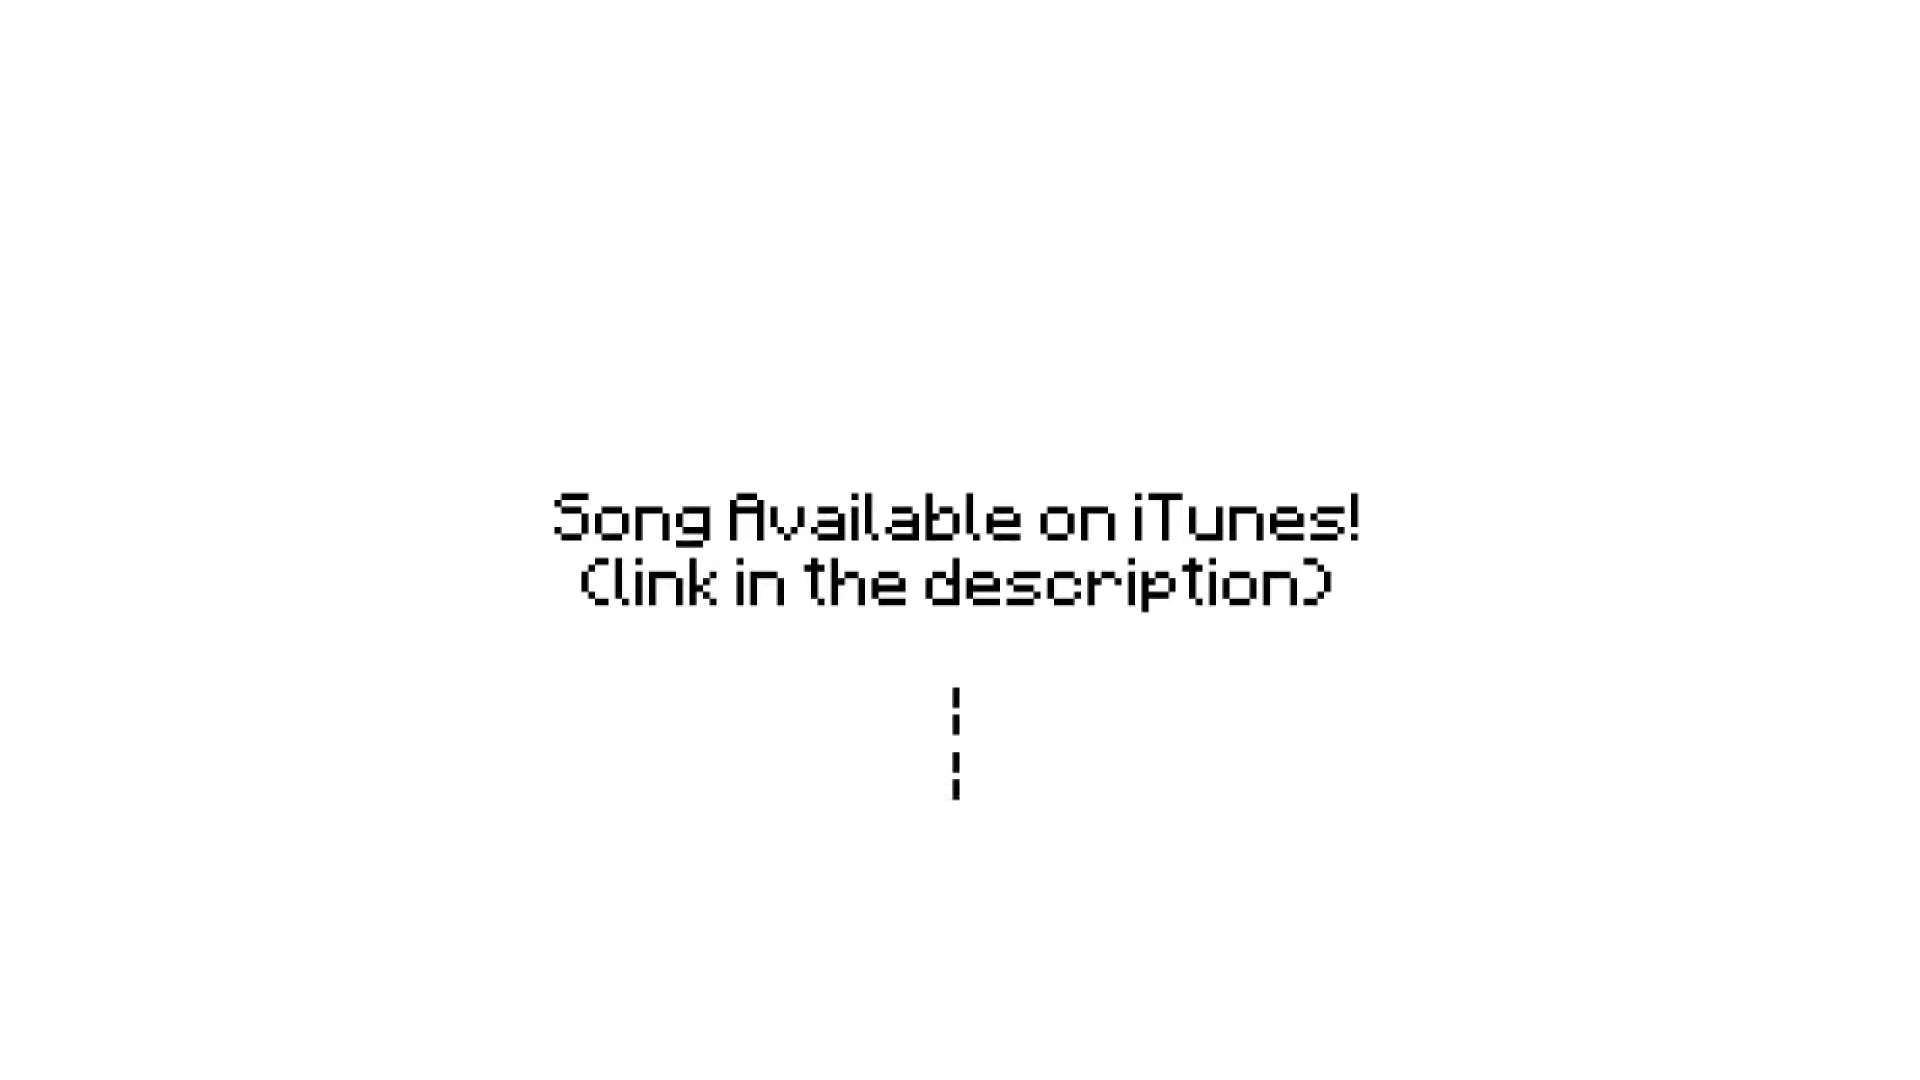 Song Available on iTunes!
(link in the description)
¦
¦